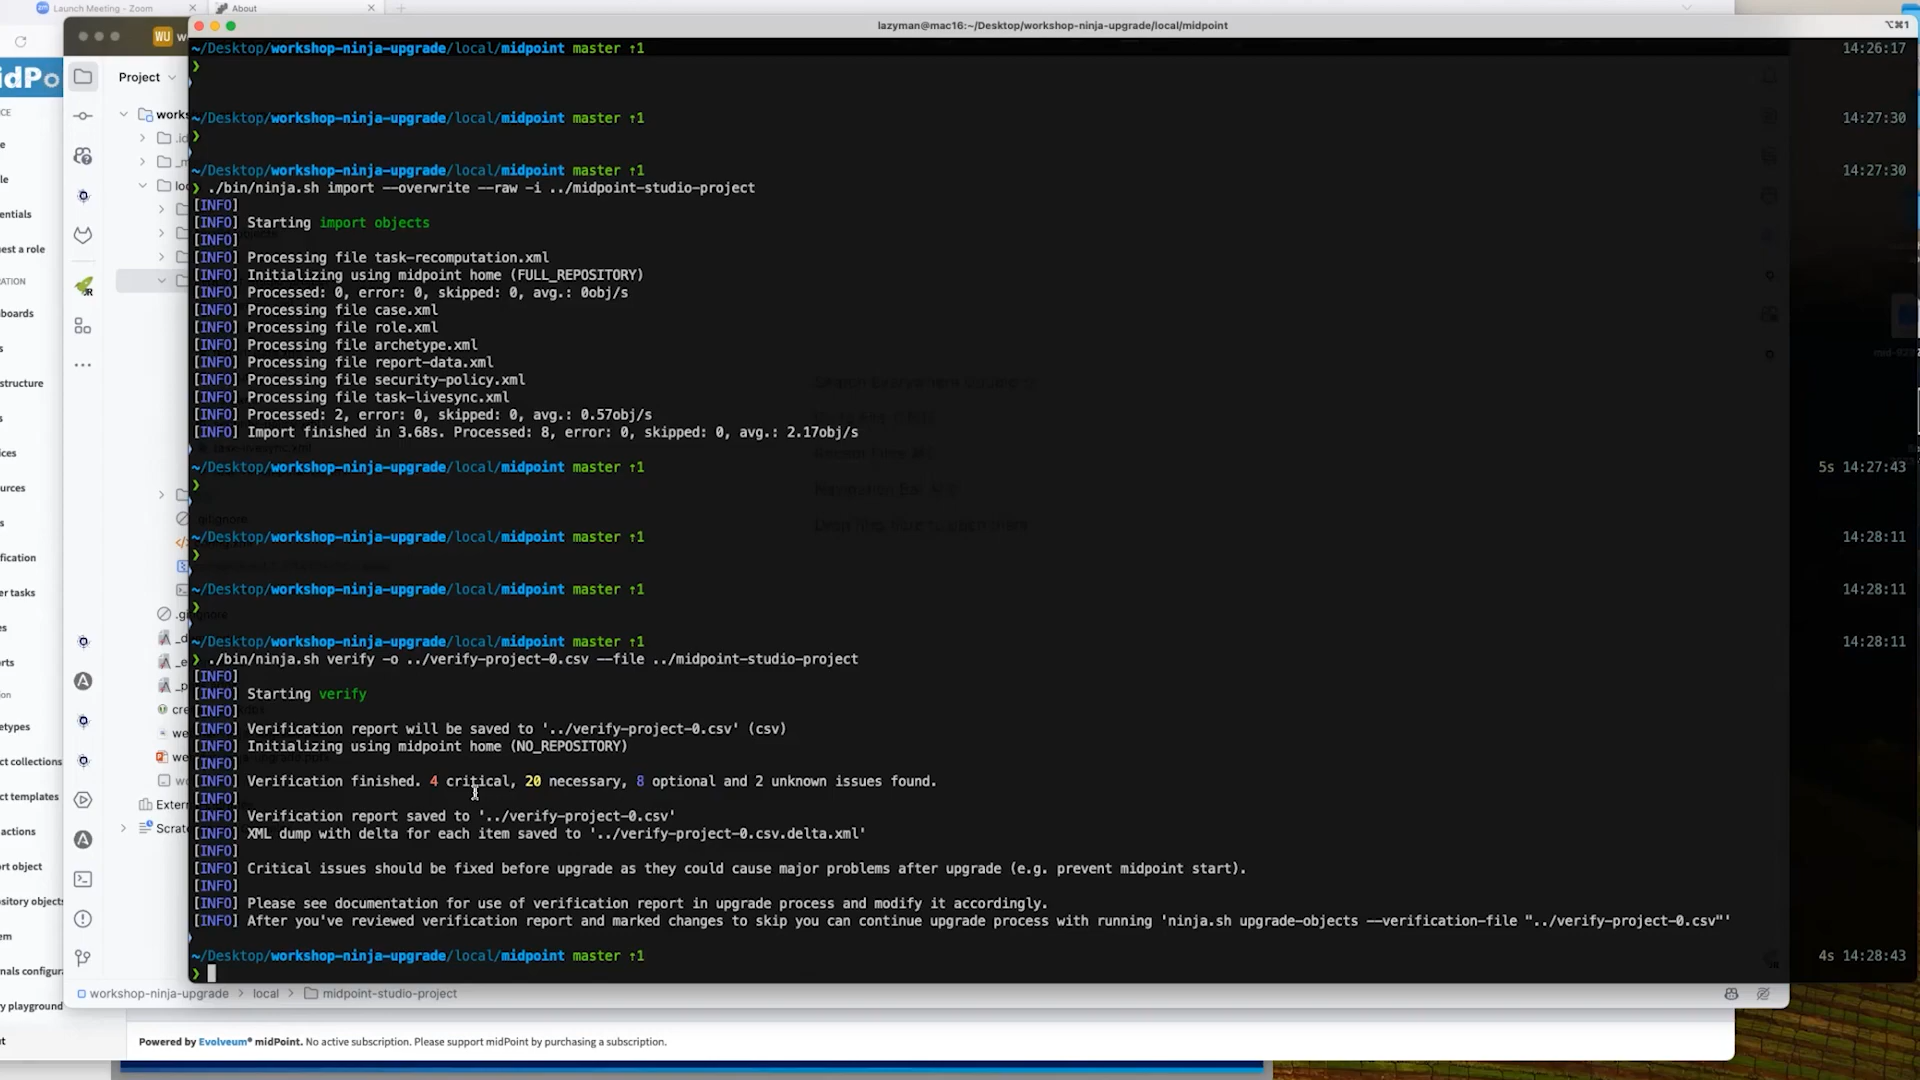 Launch Meeting - Zoom
About
lazyman@mac16:~/Desktop/workshop-ninja-upgrade/local/midpoint
⌥⌘1
WU
Project
~/Desktop/workshop-ninja-upgrade/local/midpoint master ↑1
14:26:17
❯
~/Desktop/workshop-ninja-upgrade/local/midpoint master ↑1
14:27:30
❯
~/Desktop/workshop-ninja-upgrade/local/midpoint master ↑1
14:27:30
❯ ./bin/ninja.sh import --overwrite --raw -i ../midpoint-studio-project
[INFO]
[INFO] Starting import objects
[INFO]
[INFO] Processing file task-recomputation.xml
[INFO] Initializing using midpoint home (FULL_REPOSITORY)
[INFO] Processed: 0, error: 0, skipped: 0, avg.: 0obj/s
[INFO] Processing file case.xml
[INFO] Processing file role.xml
[INFO] Processing file archetype.xml
[INFO] Processing file report-data.xml
[INFO] Processing file security-policy.xml
[INFO] Processing file task-livesync.xml
[INFO] Processed: 2, error: 0, skipped: 0, avg.: 0.57obj/s
[INFO] Import finished in 3.68s. Processed: 8, error: 0, skipped: 0, avg.: 2.17obj/s
~/Desktop/workshop-ninja-upgrade/local/midpoint master ↑1
5s 14:27:43
❯
~/Desktop/workshop-ninja-upgrade/local/midpoint master ↑1
14:28:11
❯
~/Desktop/workshop-ninja-upgrade/local/midpoint master ↑1
14:28:11
❯
~/Desktop/workshop-ninja-upgrade/local/midpoint master ↑1
14:28:11
❯ ./bin/ninja.sh verify -o ../verify-project-0.csv --file ../midpoint-studio-project
[INFO]
[INFO] Starting verify
[INFO]
[INFO] Verification report will be saved to '../verify-project-0.csv' (csv)
[INFO] Initializing using midpoint home (NO_REPOSITORY)
[INFO]
[INFO] Verification finished. 4 critical, 20 necessary, 8 optional and 2 unknown issues found.
[INFO]
[INFO] Verification report saved to '../verify-project-0.csv'
[INFO] XML dump with delta for each item saved to '../verify-project-0.csv.delta.xml'
[INFO]
[INFO] Critical issues should be fixed before upgrade as they could cause major problems after upgrade (e.g. prevent midpoint start).
[INFO]
[INFO] Please see documentation for use of verification report in upgrade process and modify it accordingly.
[INFO] After you've reviewed verification report and marked changes to skip you can continue upgrade process with running 'ninja.sh upgrade-objects --verification-file "../verify-project-0.csv"'
~/Desktop/workshop-ninja-upgrade/local/midpoint master ↑1
4s 14:28:43
❯
workshop-ninja-upgrade > local > midpoint-studio-project
Powered by Evolveum® midPoint. No active subscription. Please support midPoint by purchasing a subscription.